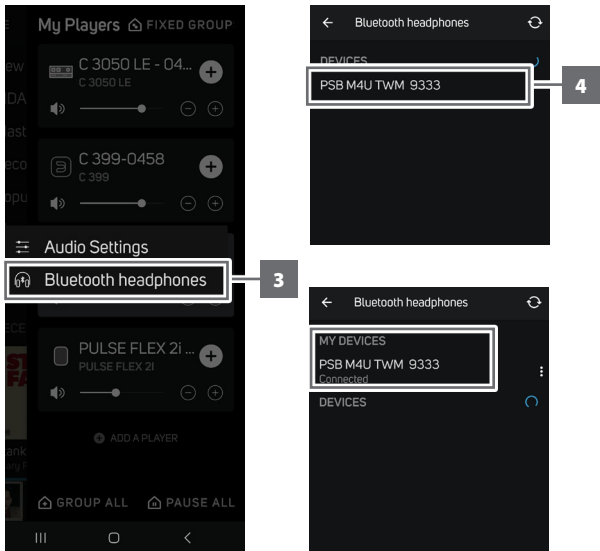 My Players FIXED GROUP
C 3050 LE - 04...
C 3050 LE
C 399-0458
C 399
Audio Settings
Bluetooth headphones
3
PULSE FLEX 2i ...
PULSE FLEX 2I
ADD A PLAYER
GROUP ALL PAUSE ALL
Bluetooth headphones
DEVICES
PSB M4U TWM 9333
4
Bluetooth headphones
MY DEVICES
PSB M4U TWM 9333
Connected
DEVICES